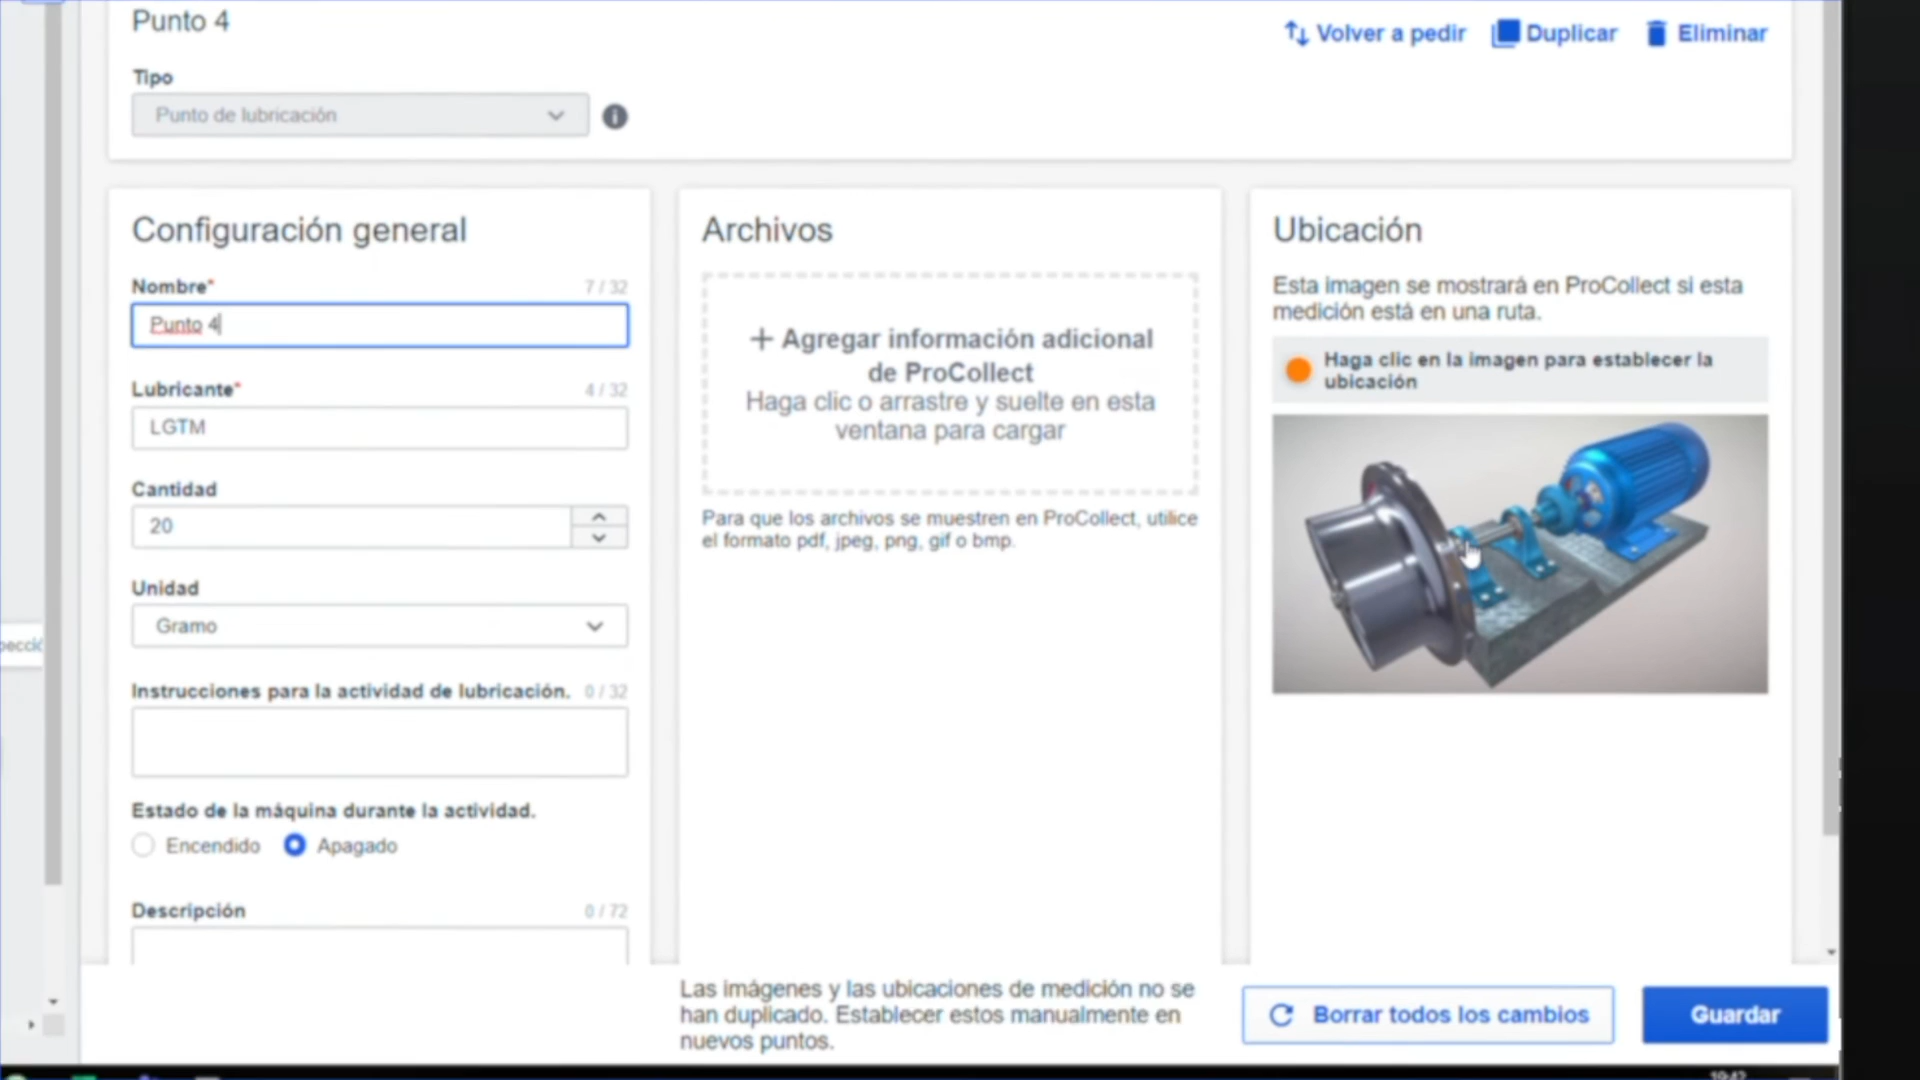 Punto 4
Volver a pedir
Duplicar
Eliminar
Tipo
Punto de lubricación
Configuración general
Nombre*
7 / 32
Punto 4
Lubricante*
4 / 32
LGTM
Cantidad
20
Unidad
Gramo
Instrucciones para la actividad de lubricación.
0 / 32
Estado de la máquina durante la actividad.
Encendido
Apagado
Descripción
0 / 72
Archivos
+ Agregar información adicional
de ProCollect
Haga clic o arrastre y suelte en esta
ventana para cargar
Para que los archivos se muestren en ProCollect, utilice
el formato pdf, jpeg, png, gif o bmp.
Ubicación
Esta imagen se mostrará en ProCollect si esta
medición está en una ruta.
Haga clic en la imagen para establecer la
ubicación
Las imágenes y las ubicaciones de medición no se
han duplicado. Establecer estos manualmente en
nuevos puntos.
Borrar todos los cambios
Guardar